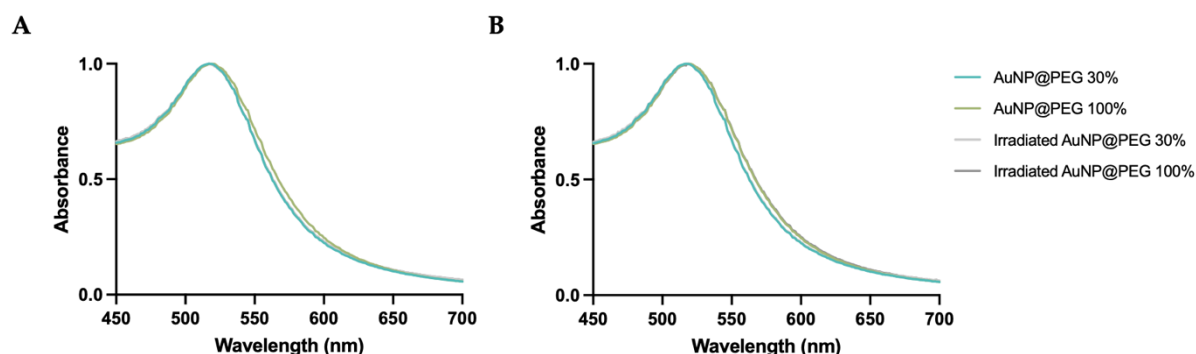 A
B
Absorbance
1.0
0.5
0.0
450 500 550 600 650 700
Wavelength (nm)
Absorbance
1.0
0.5
0.0
450 500 550 600 650 700
Wavelength (nm)
AuNP@PEG 30%
AuNP@PEG 100%
Irradiated AuNP@PEG 30%
Irradiated AuNP@PEG 100%